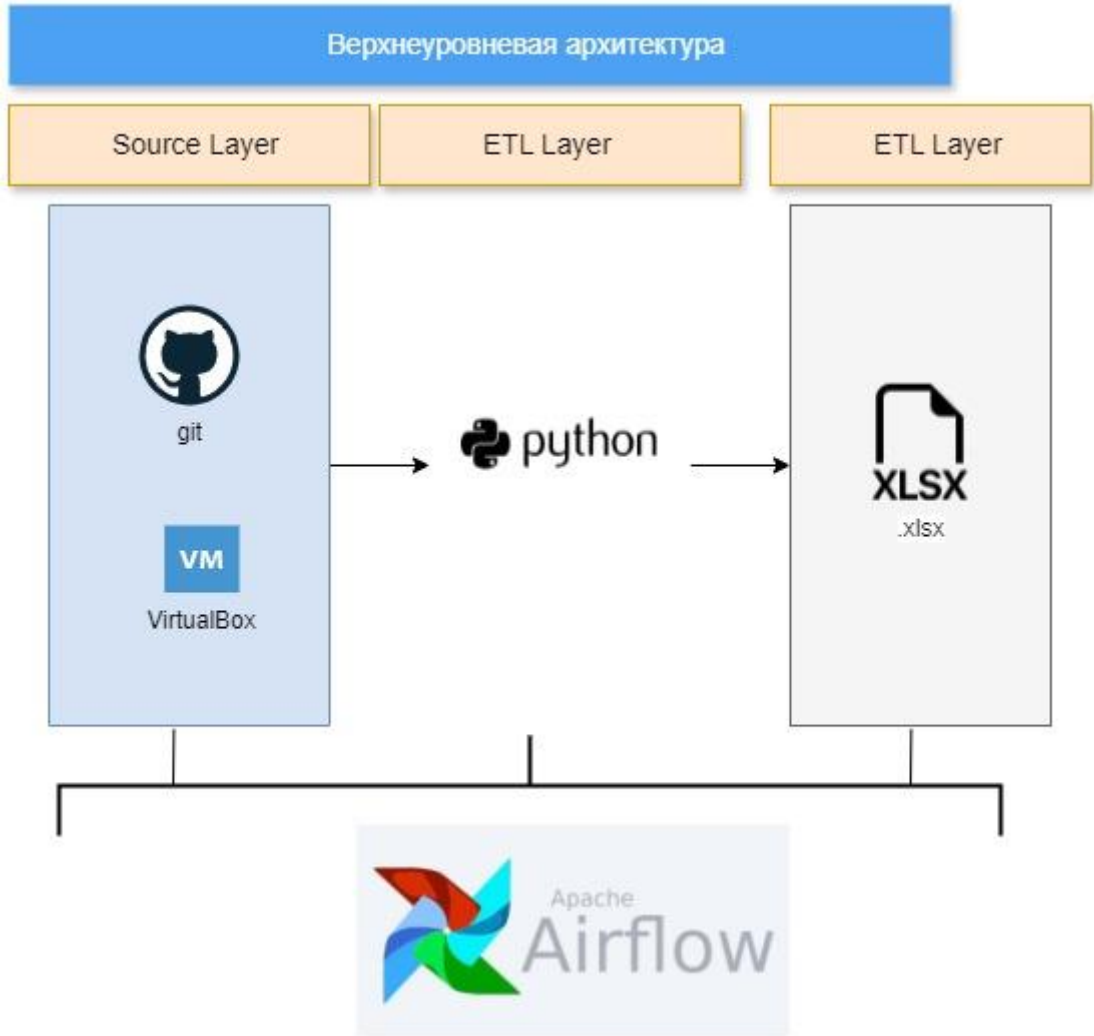 Верхнеуровневая архитектура
Source Layer
ETL Layer
ETL Layer
git
VM
VirtualBox
python
XLSX
.xlsx
Apache
Airflow